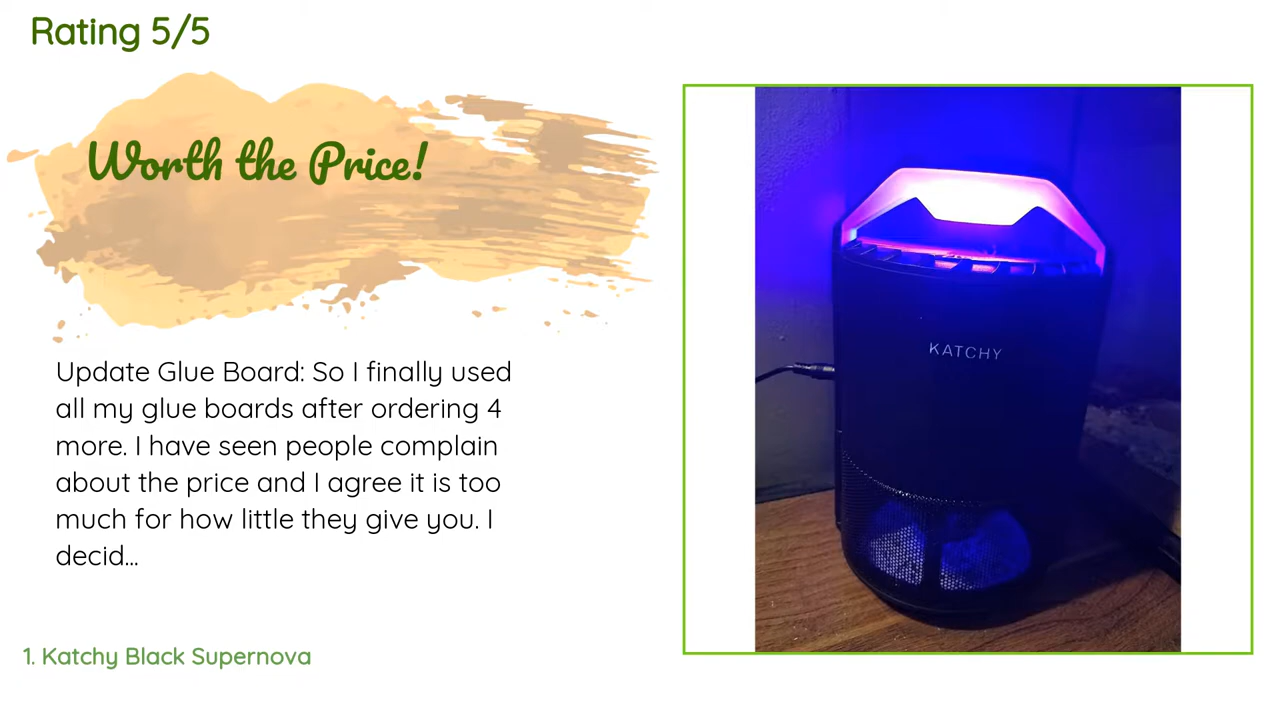 Rating 5/5
Worth the Price!
Update Glue Board: So I finally used
all my glue boards after ordering 4
more. I have seen people complain
about the price and I agree it is too
much for how little they give you. I
decid...
KATCHY
1. Katchy Black Supernova